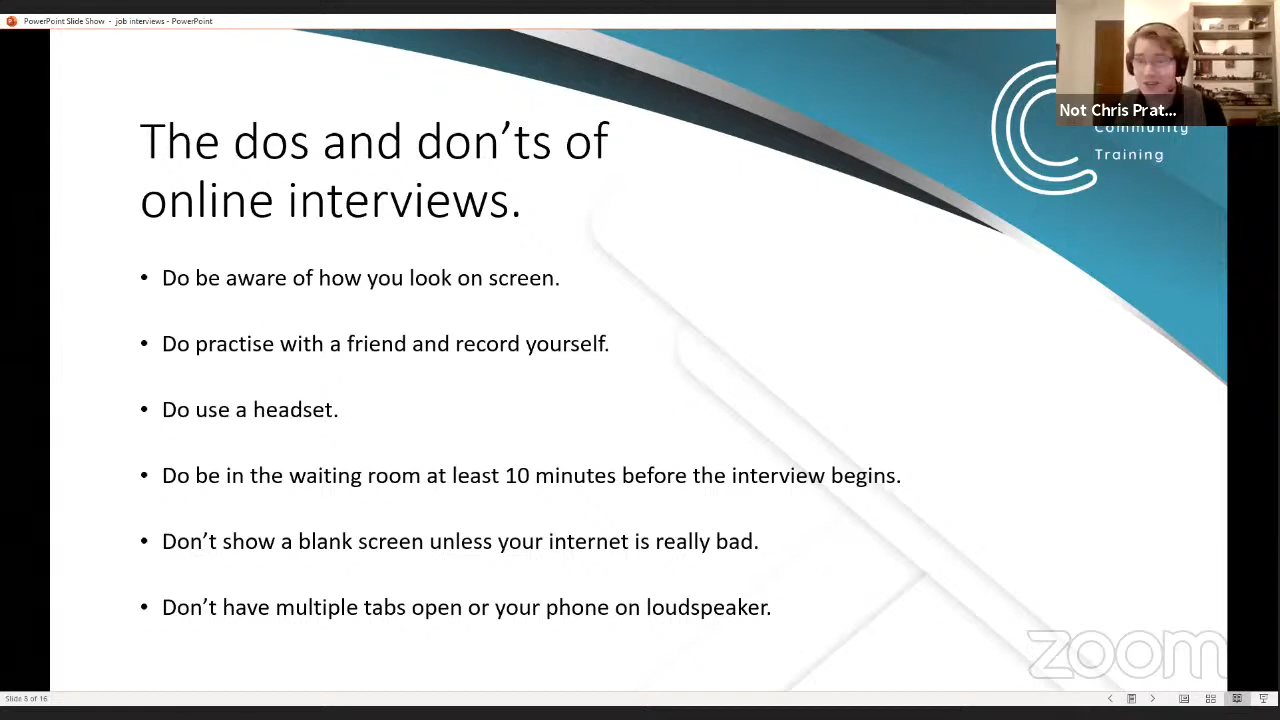 PowerPoint Slide Show - job interviews - PowerPoint
Not Chris Prat...
Community
Training
The dos and don’ts of
online interviews.
• Do be aware of how you look on screen.
• Do practise with a friend and record yourself.
• Do use a headset.
• Do be in the waiting room at least 10 minutes before the interview begins.
• Don’t show a blank screen unless your internet is really bad.
• Don’t have multiple tabs open or your phone on loudspeaker.
zoom
Slide 8 of 16